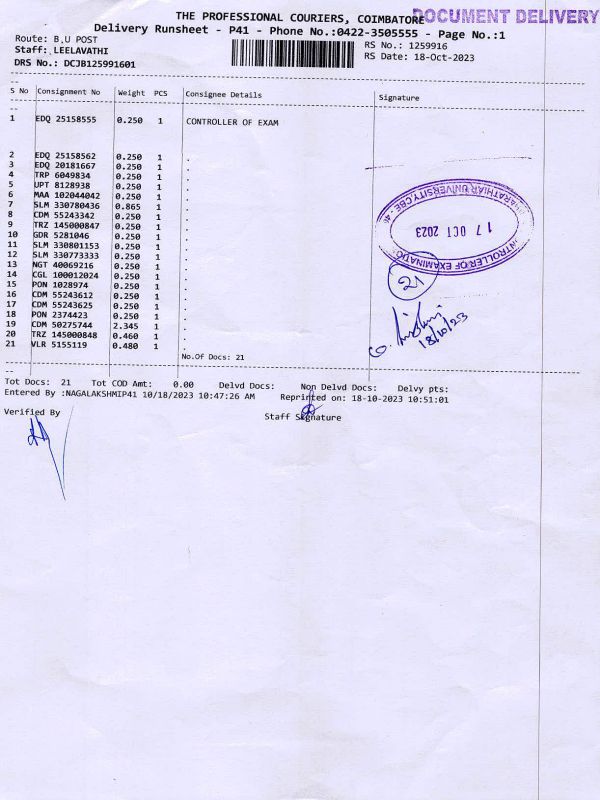 THE PROFESSIONAL COURIERS, COIMBATORE
DOCUMENT DELIVERY
Delivery Runsheet - P41 - Phone No.:0422-3505555 - Page No.:1
Route: B,U POST
RS No.: 1259916
Staff: LEELAVATHI
RS Date: 18-Oct-2023
DRS No.: DCJB125991601
S No Consignment No Weight PCS Consignee Details Signature
1 EDQ 25158555 0.250 1 CONTROLLER OF EXAM
2 EDQ 25158562 0.250 1 .
3 EDQ 20181667 0.250 1 .
4 TRP 6049834 0.250 1 .
5 UPT 8128938 0.250 1 .
6 MAA 102044042 0.250 1 .
7 SLM 330780436 0.865 1 .
8 CDM 55243342 0.250 1 .
9 TRZ 145000847 0.250 1 .
10 GDR 5281046 0.250 1 .
11 SLM 330801153 0.250 1 .
12 SLM 330773333 0.250 1 .
13 NGT 40069216 0.250 1 .
14 CGL 100012024 0.250 1 .
15 PON 1028974 0.250 1 .
16 CDM 55243612 0.250 1 .
17 CDM 55243625 0.250 1 .
18 PON 2374423 0.250 1 .
19 CDM 50275744 2.345 1 .
20 TRZ 145000848 0.460 1 .
21 VLR 5155119 0.480 1 .
17 OCT 2023
21
18/10/23
No.Of Docs: 21
Tot Docs: 21 Tot COD Amt: 0.00 Delvd Docs: Non Delvd Docs: Delvy pts:
Entered By :NAGALAKSHMIP41 10/18/2023 10:47:26 AM Reprinted on: 18-10-2023 10:51:01
Verified By
Staff Signature